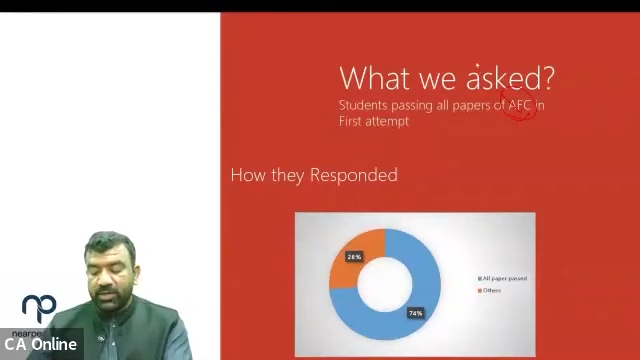 What we asked?
Students passing all papers of AFC in
First attempt
How they Responded
26%
All paper passed
Others
74%
nearpe
CA Online